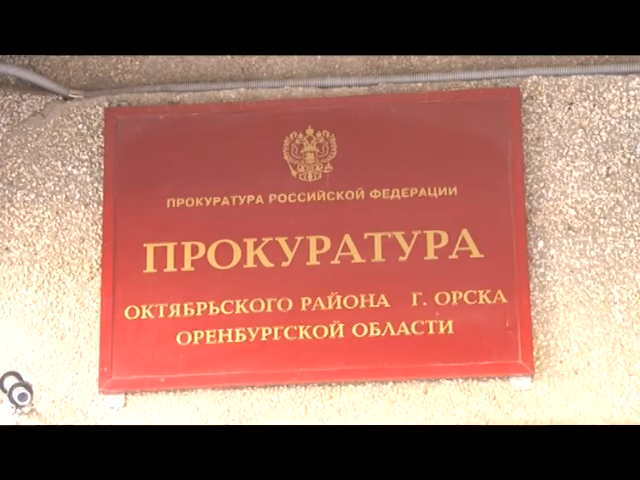 ПРОКУРАТУРА РОССИЙСКОЙ ФЕДЕРАЦИИ
ПРОКУРАТУРА
ОКТЯБРЬСКОГО РАЙОНА Г. ОРСКА
ОРЕНБУРГСКОЙ ОБЛАСТИ